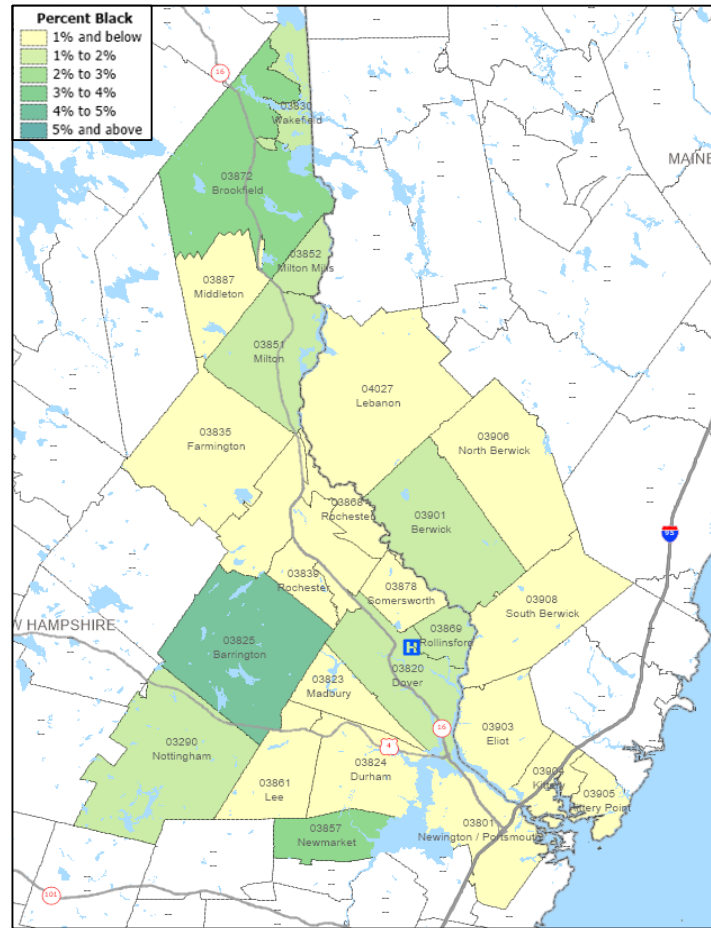 Percent Black
1% and below
1% to 2%
2% to 3%
3% to 4%
4% to 5%
5% and above
16
03830
Wakefield
MAINE
03872
Brookfield
03852
Milton Mills
03887
Middleton
03851
Milton
04027
Lebanon
03906
North Berwick
03835
Farmington
03868
Rochester
03901
Berwick
95
03839
Rochester
03878
Somersworth
03908
South Berwick
W HAMPSHIRE
03825
Barrington
H
03869
Rollinsford
03820
Dover
03823
Madbury
16
03903
Eliot
03290
Nottingham
4
03824
Durham
03861
Lee
03904
Kittery
03905
Kittery Point
03801
Newington / Portsmouth
03857
Newmarket
101